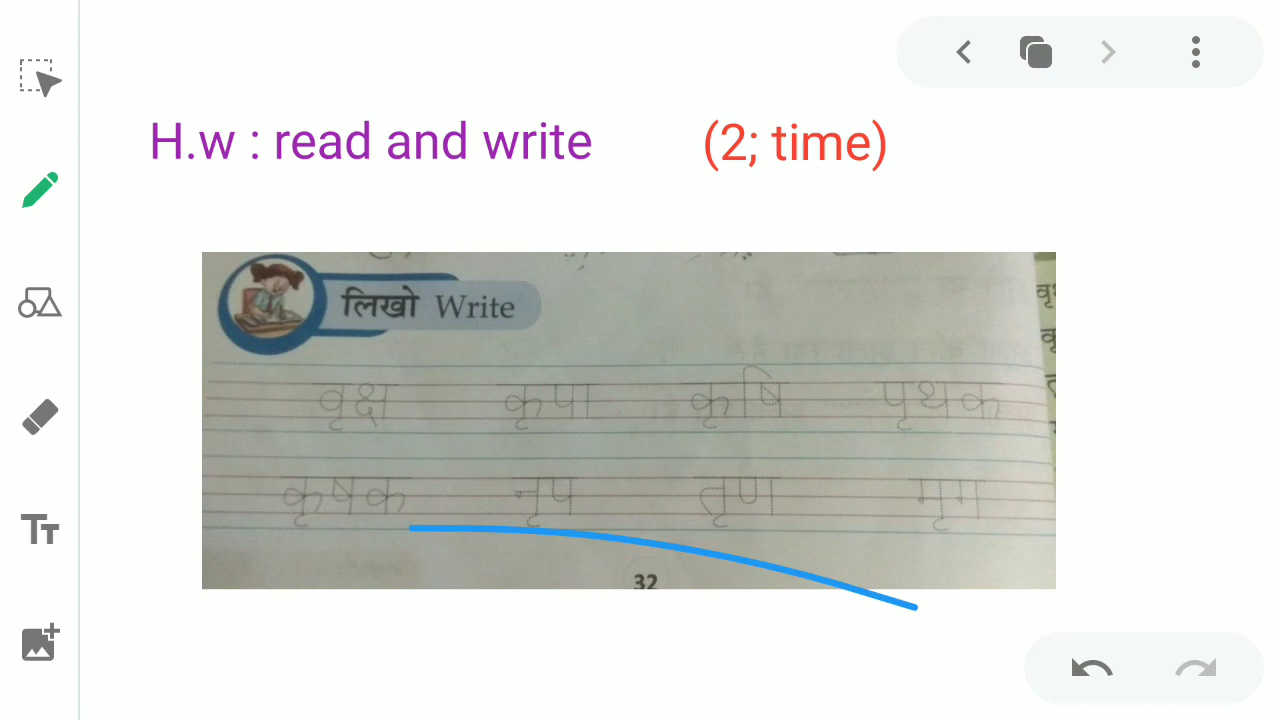 H.w : read and write (2; time)
लिखो Write
वृक्ष कृपा कृषि पृथक
कृषक नृप तृण मृग
32